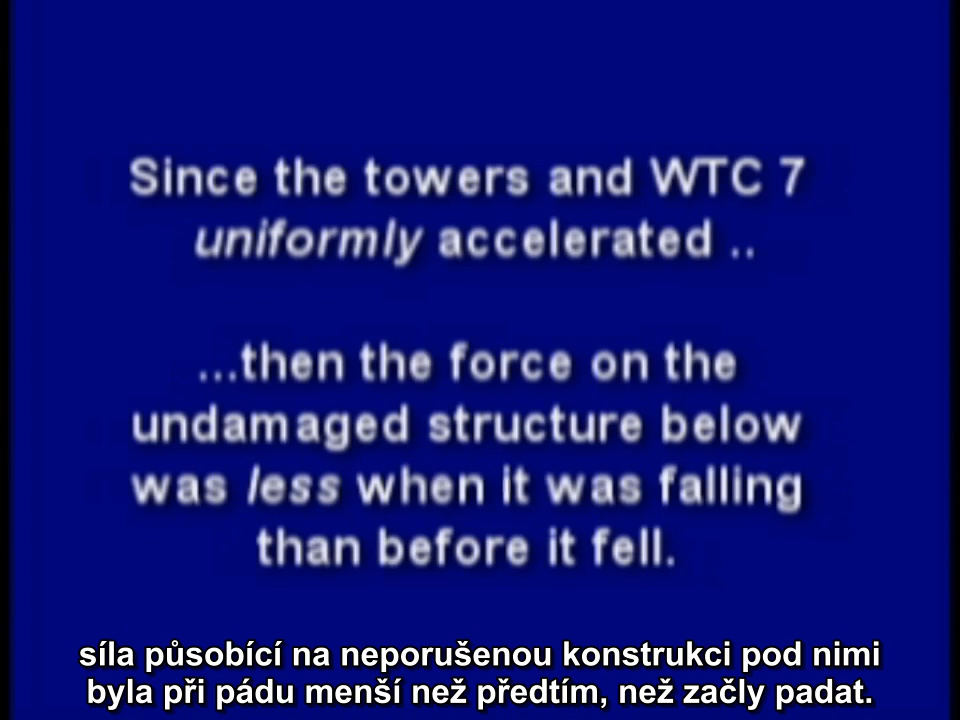 Since the towers and WTC 7
uniformly accelerated ..
...then the force on the
undamaged structure below
was less when it was falling
than before it fell.
síla působící na neporušenou konstrukci pod nimi
byla při pádu menší než předtím, než začly padat.